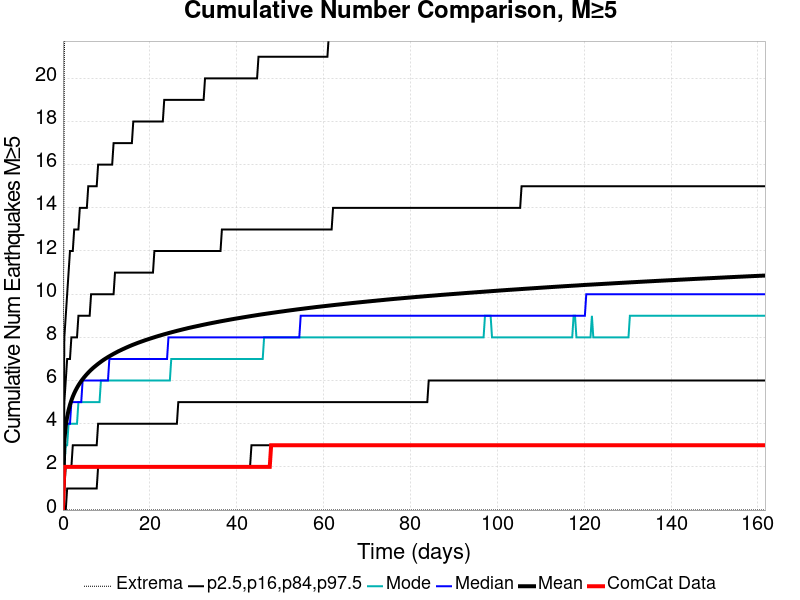 Cumulative Number Comparison, M≥5
Cumulative Num Earthquakes M≥5
20
18
16
14
12
10
8
6
4
2
0
0 20 40 60 80 100 120 140 160
Time (days)
Extrema p2.5,p16,p84,p97.5 Mode Median Mean ComCat Data